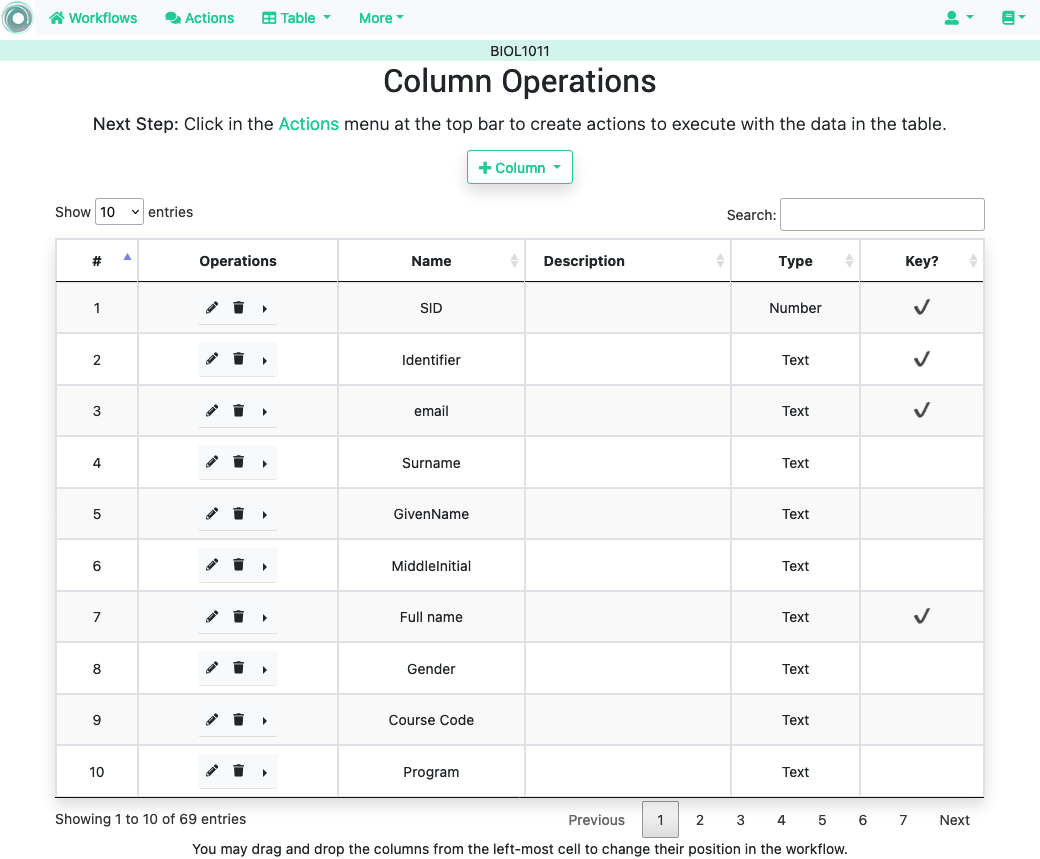 Workflows Actions Table More
BIOL1011
Column Operations
Next Step: Click in the Actions menu at the top bar to create actions to execute with the data in the table.
Column
Show 10 entries Search:
# Operations Name Description Type Key?
1 SID Number
2 Identifier Text
3 email Text
4 Surname Text
5 GivenName Text
6 MiddleInitial Text
7 Full name Text
8 Gender Text
9 Course Code Text
10 Program Text
Showing 1 to 10 of 69 entries Previous 1 2 3 4 5 6 7 Next
You may drag and drop the columns from the left-most cell to change their position in the workflow.